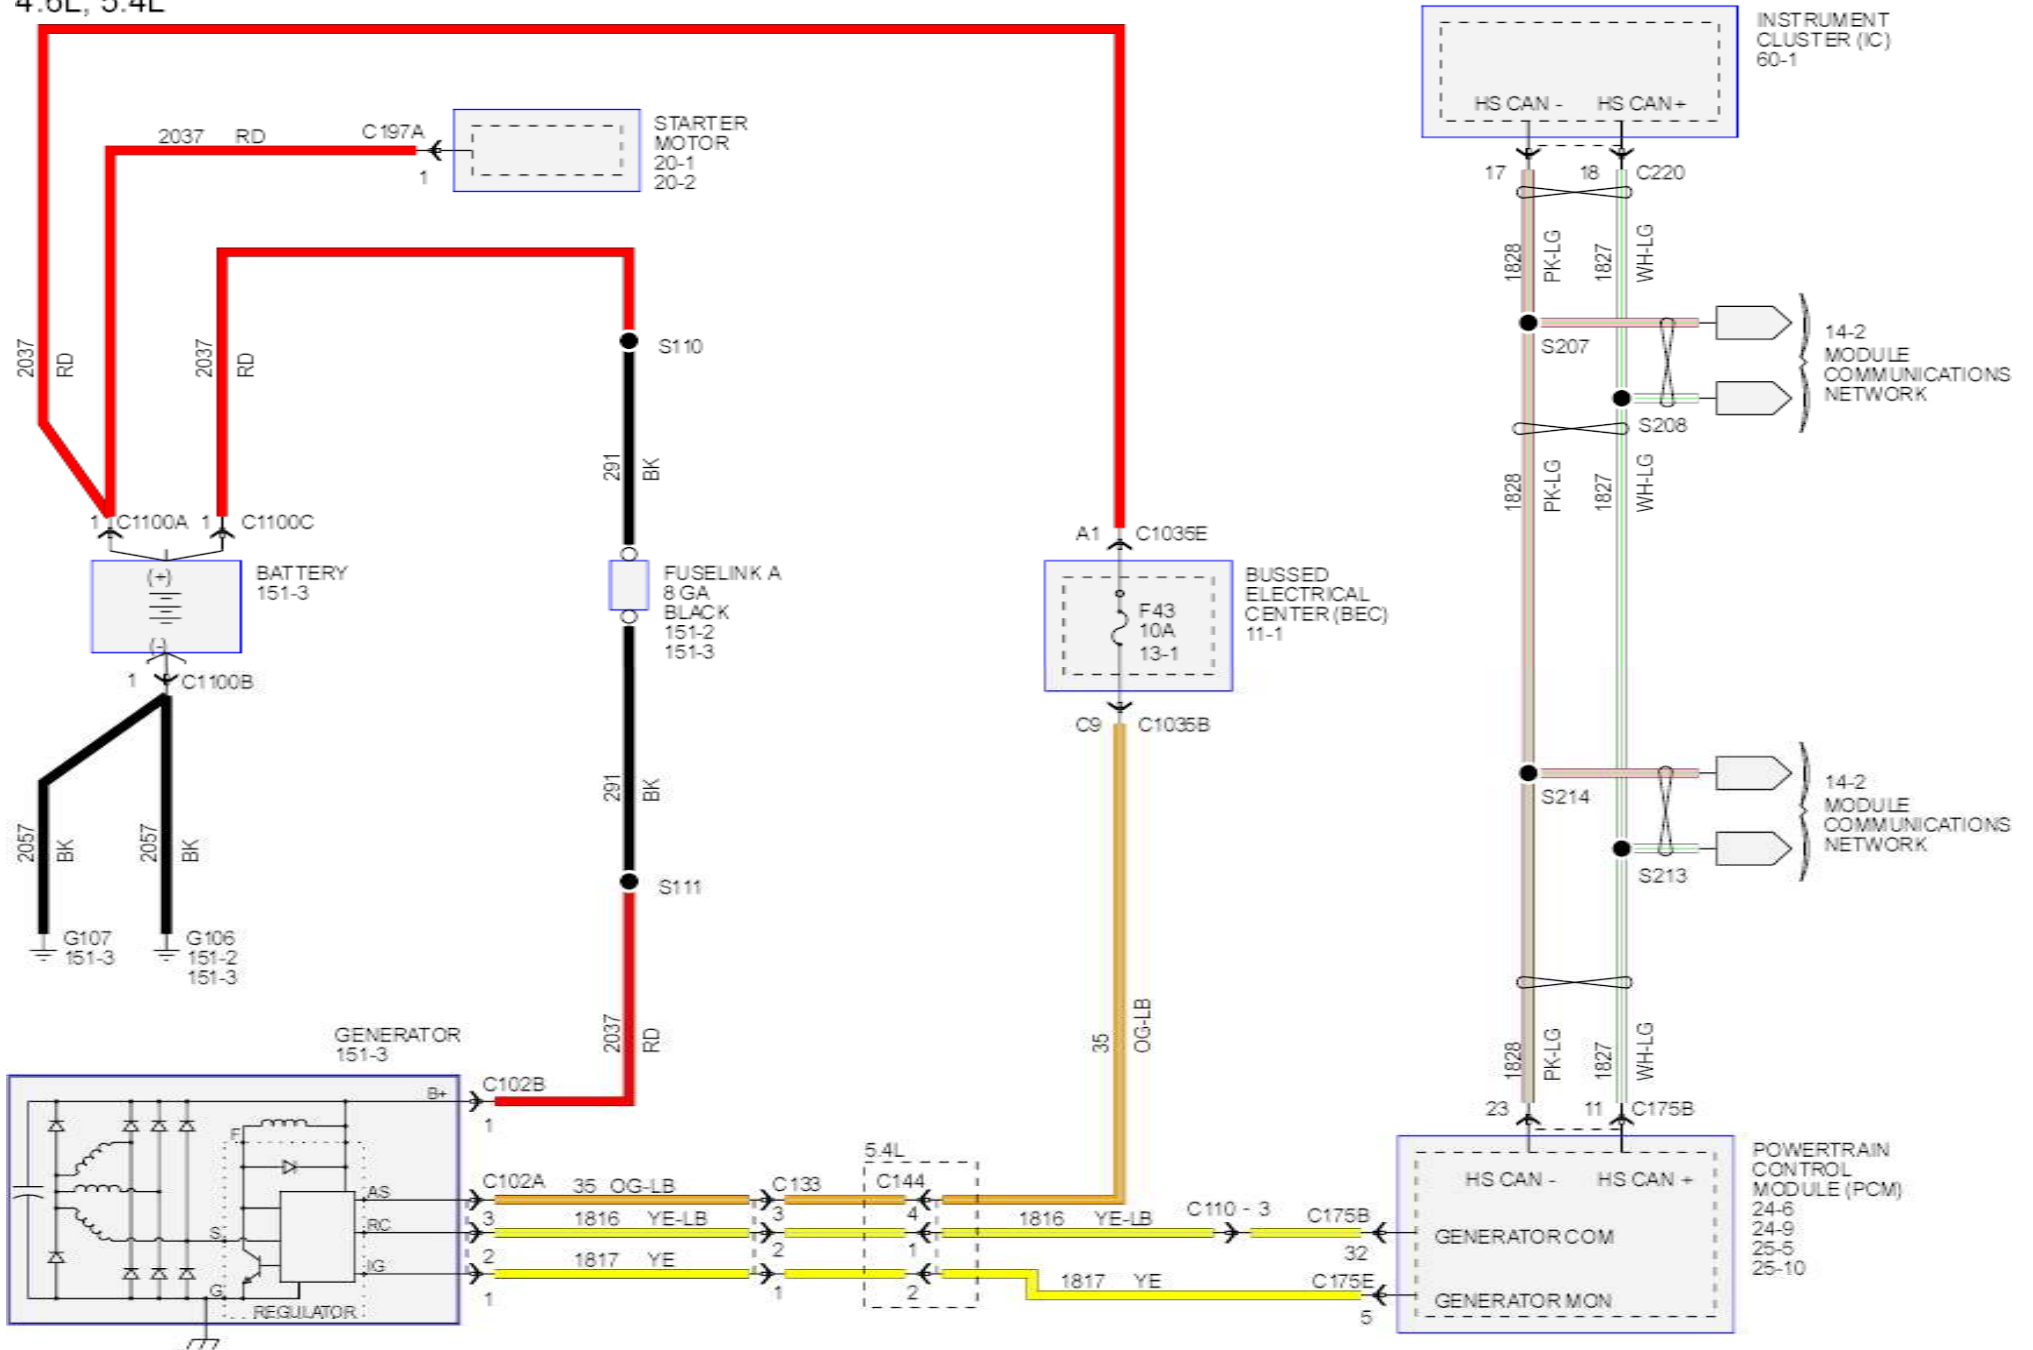 4.6L, 5.4L
INSTRUMENT
CLUSTER (IC)
60-1
HS CAN -
HS CAN +
17
18
C220
1828
PK-LG
1827
WH-LG
S207
S208
14-2
MODULE
COMMUNICATIONS
NETWORK
1828
PK-LG
1827
WH-LG
S214
S213
14-2
MODULE
COMMUNICATIONS
NETWORK
1828
PK-LG
1827
WH-LG
23
11
C175B
HS CAN -
HS CAN +
GENERATOR COM
GENERATOR MON
POWERTRAIN
CONTROL
MODULE (PCM)
24-6
24-9
25-5
25-10
2037 RD
C197A
1
STARTER
MOTOR
20-1
20-2
2037
RD
2037
RD
S110
291
BK
1
C1100A
1
C1100C
(+)
(-)
BATTERY
151-3
1
C1100B
2057
BK
2057
BK
G107
151-3
G106
151-2
151-3
FUSELINK A
8 GA
BLACK
151-2
151-3
291
BK
S111
2037
RD
A1
C1035E
F43
10A
13-1
BUSSED
ELECTRICAL
CENTER (BEC)
11-1
C9
C1035B
35
OG-LB
GENERATOR
151-3
B+
C102B
1
F
AS
RC
S
IG
G
REGULATOR
C102A
35 OG-LB
C133
5.4L
C144
3
1816 YE-LB
3
4
1816 YE-LB
C110 - 3
C175B
2
1817 YE
2
1
32
1817 YE
C175E
1
1
2
5